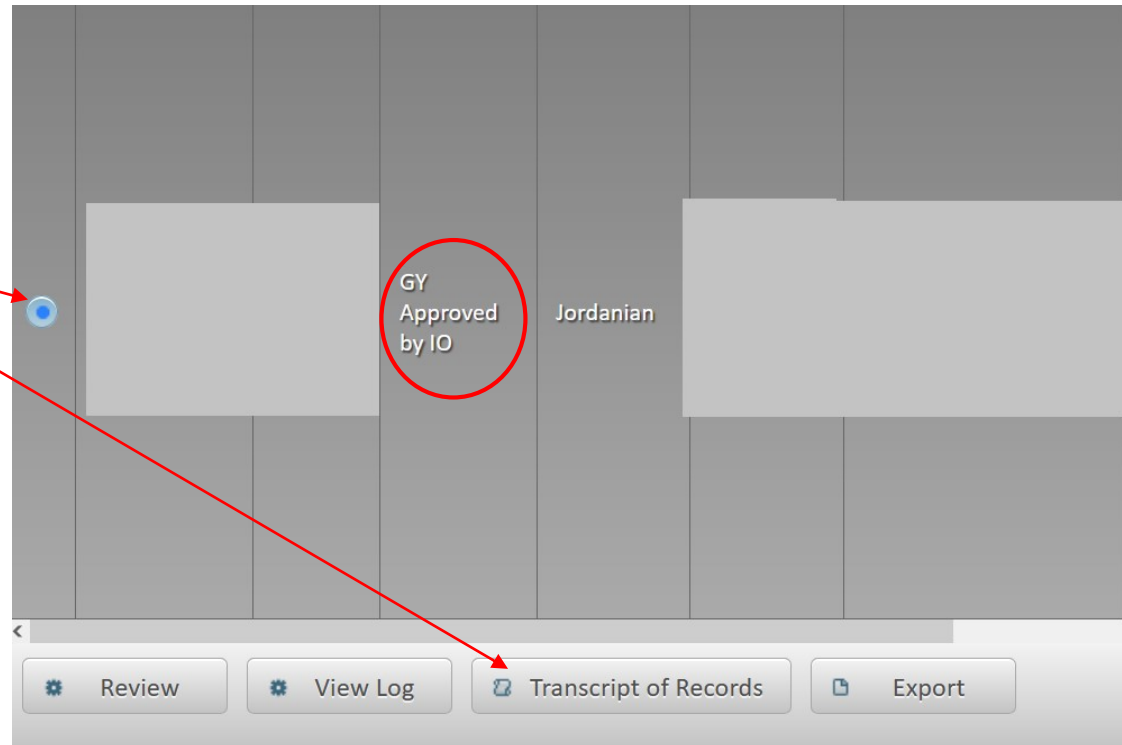 GY
Approved
by IO
Jordanian
Review
View Log
Transcript of Records
Export